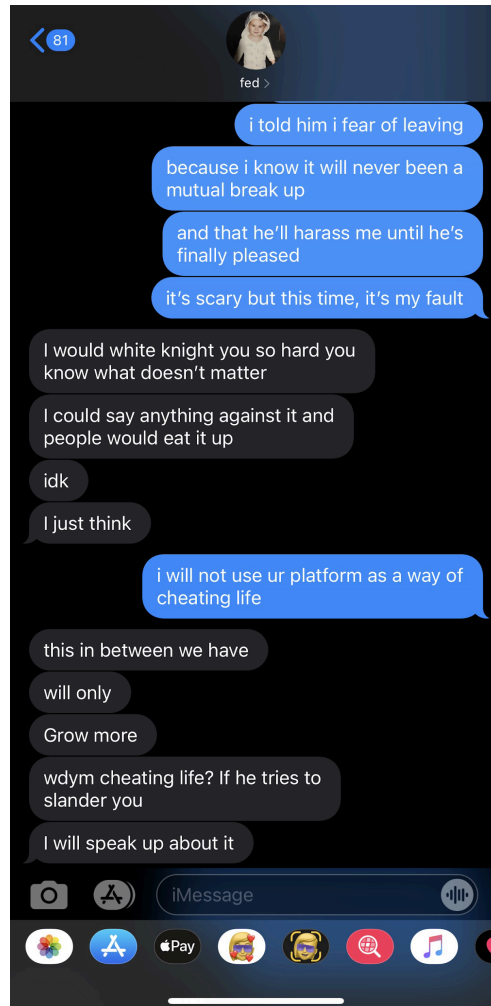 81
fed >
i told him i fear of leaving
because i know it will never been a
mutual break up
and that he’ll harass me until he’s
finally pleased
it’s scary but this time, it’s my fault
I would white knight you so hard you
know what doesn’t matter
I could say anything against it and
people would eat it up
idk
I just think
i will not use ur platform as a way of
cheating life
this in between we have
will only
Grow more
wdym cheating life? If he tries to
slander you
I will speak up about it
iMessage
Pay